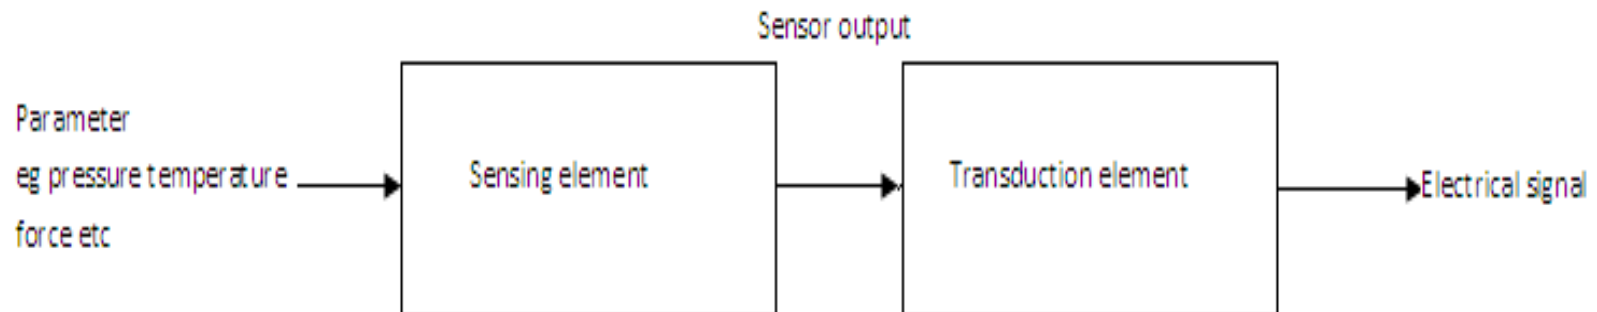 Sensor output
Parameter
eg pressure temperature
force etc
Sensing element
Transduction element
Electrical signal